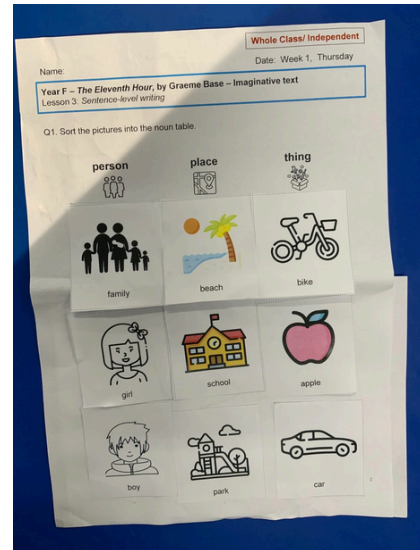 Whole Class/ Independent
Name:
Date: Week 1, Thursday
Year F – The Eleventh Hour, by Graeme Base – Imaginative text
Lesson 3: Sentence-level writing
Q1. Sort the pictures into the noun table.
person place thing
family beach bike
girl school apple
boy park car